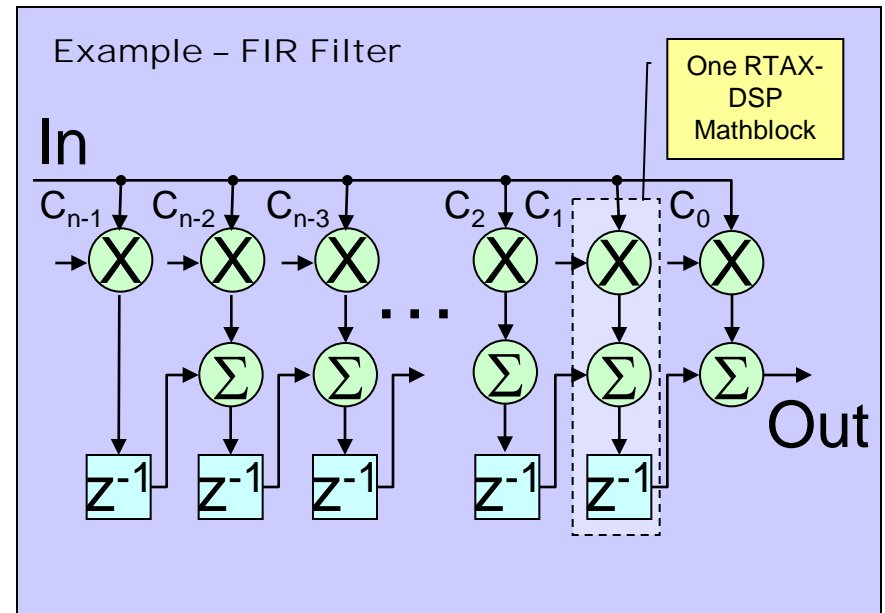 Example – FIR Filter
One RTAX-
DSP
Mathblock
In
Cn-1 Cn-2 Cn-3 C2 C1 C0
X X X X X X
...
Σ Σ Σ Σ Σ
Out
z-1 z-1 z-1 z-1 z-1